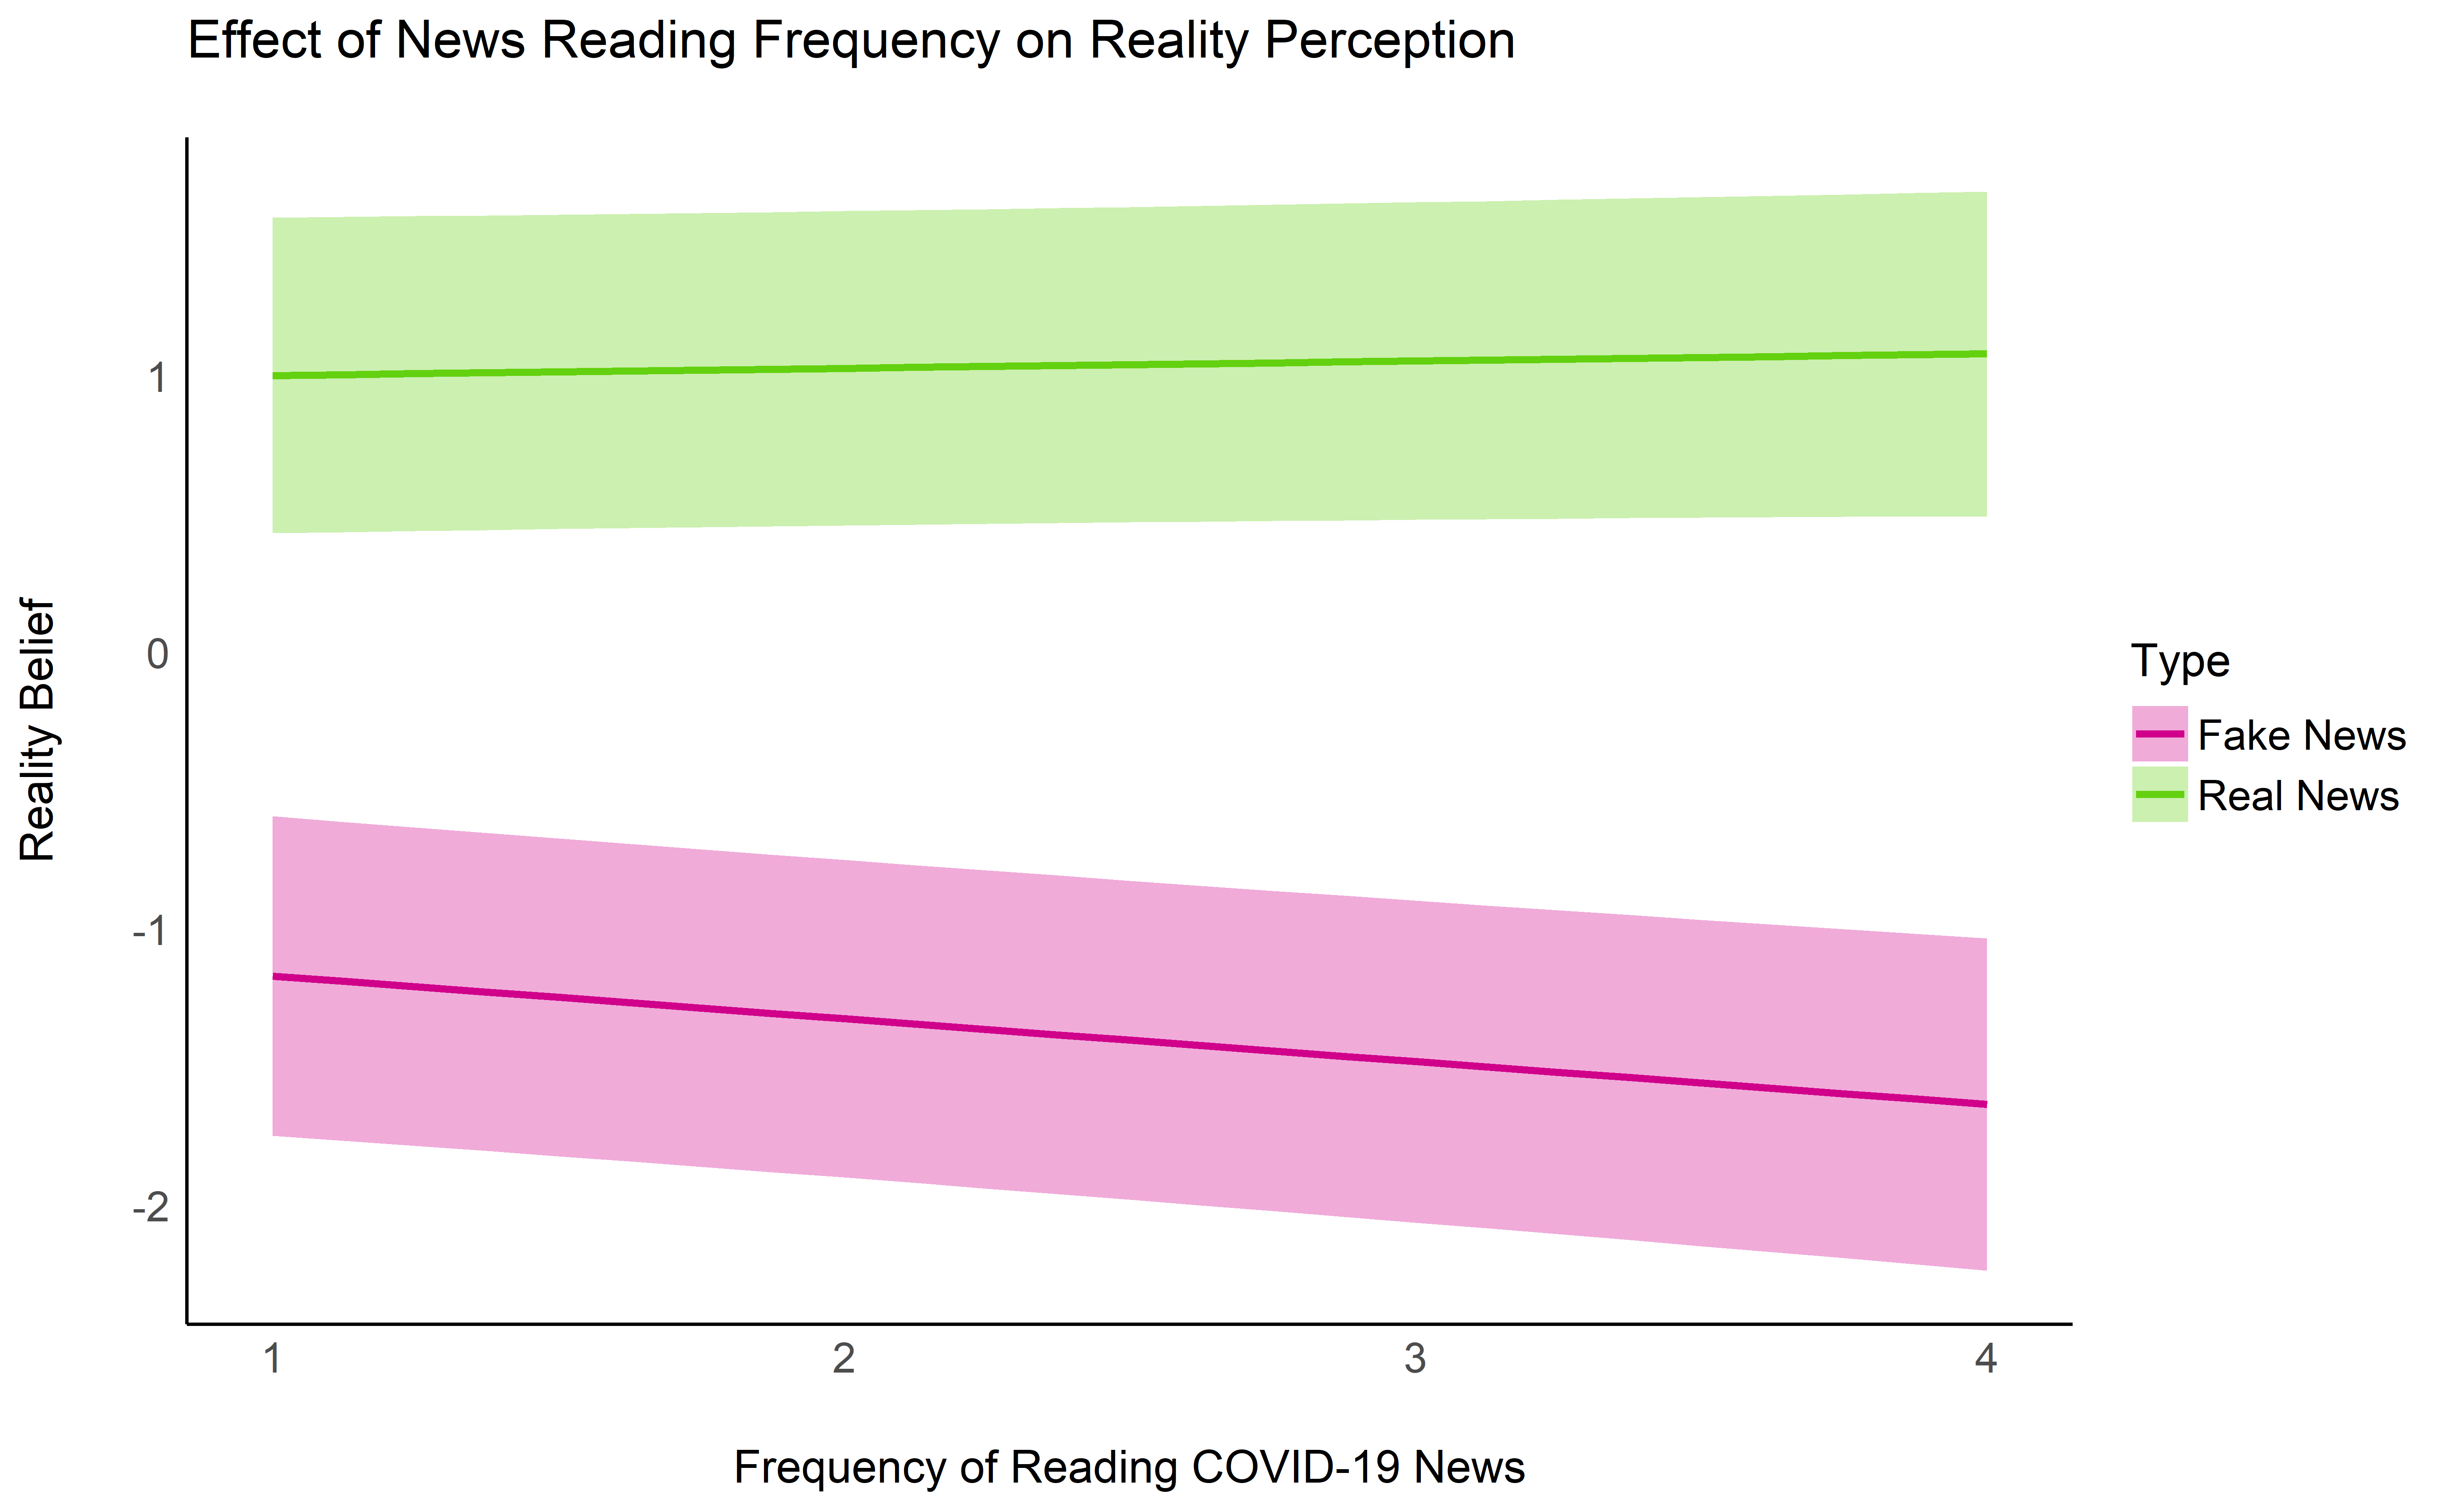 Effect of News Reading Frequency on Reality Perception
Reality Belief
1
0
-1
-2
1
2
3
4
Frequency of Reading COVID-19 News
Type
Fake News
Real News